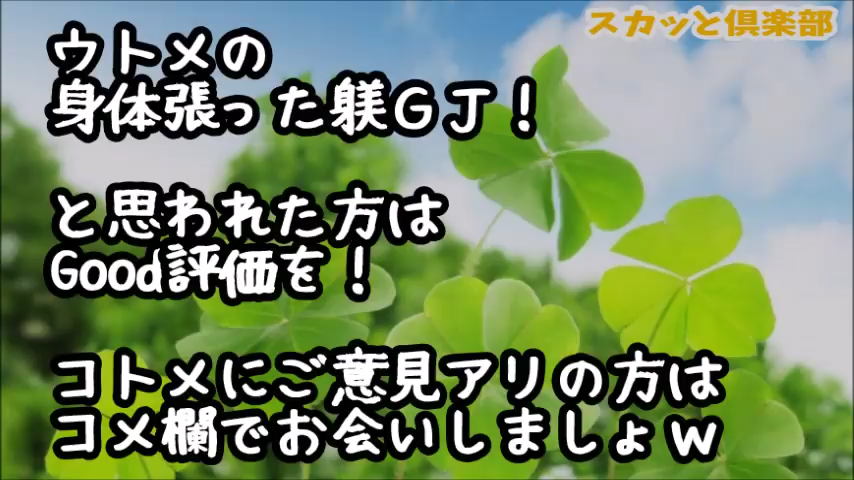 スカッと倶楽部
ウトメの
身体張った躾ＧＪ！
と思われた方は
Good評価を！
コトメにご意見アリの方は
コメ欄でお会いしましょｗ